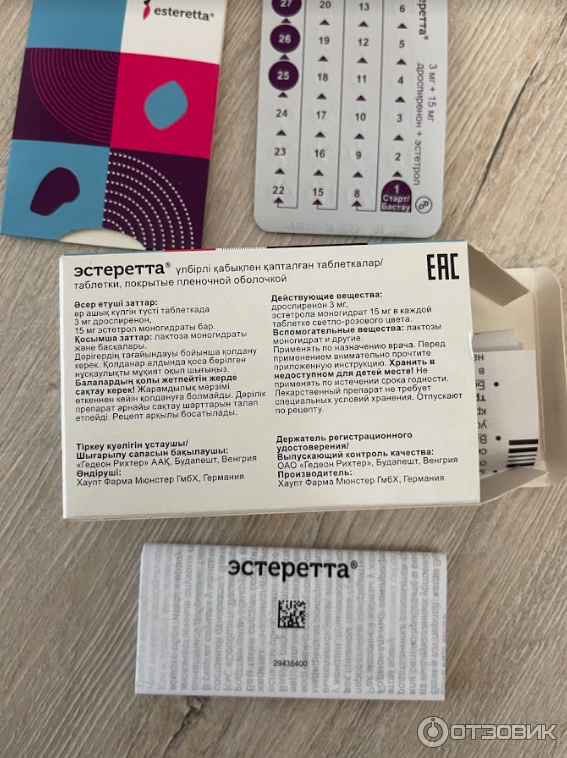 esteretta®
27
26
25
24
23
22
20
19
18
17
16
15
13
12
11
10
9
8
6
5
4
3
2
1
Старт/
Бастау
3 мг + 15 мг
дроспиренон + эстетрол
эстеретта® үлбірлі қабықпен қапталған таблеткалар/
таблетки, покрытые пленочной оболочкой
EAC
Әсер етуші заттар:
әр ашық күлгін түсті таблеткада
3 мг дроспиренон,
15 мг эстетрол моногидраты бар.
Қосымша заттар: лактоза моногидраты
және басқалары.
Дәрігердің тағайындауы бойынша қолдану
керек. Қолданар алдында қоса берілген
нұсқаулықты мұқият оқып шығыңыз.
Балалардың қолы жетпейтін жерде
сақтау керек! Жарамдылық мерзімі
өткеннен кейін қолдануға болмайды. Дәрілік
препарат арнайы сақтау шарттарын талап
етпейді. Рецепт арқылы босатылады.
Действующие вещества:
дроспиренон 3 мг,
эстетрола моногидрат 15 мг в каждой
таблетке светло-розового цвета.
Вспомогательные вещества: лактозы
моногидрат и другие.
Применять по назначению врача. Перед
применением внимательно прочтите
приложенную инструкцию. Хранить в
недоступном для детей месте! Не
применять по истечении срока годности.
Лекарственный препарат не требует
специальных условий хранения. Отпускают
по рецепту.
Тіркеу куәлігін ұстаушы/
Шығарылу сапасын бақылаушы:
«Гедеон Рихтер» ААҚ, Будапешт, Венгрия
Өндіруші:
Хаупт Фарма Мюнстер ГмбХ, Германия
Держатель регистрационного
удостоверения/
Выпускающий контроль качества:
ОАО «Гедеон Рихтер», Будапешт, Венгрия
Производитель:
Хаупт Фарма Мюнстер ГмбХ, Германия
эстеретта®
29435400
ОТЗОВИК